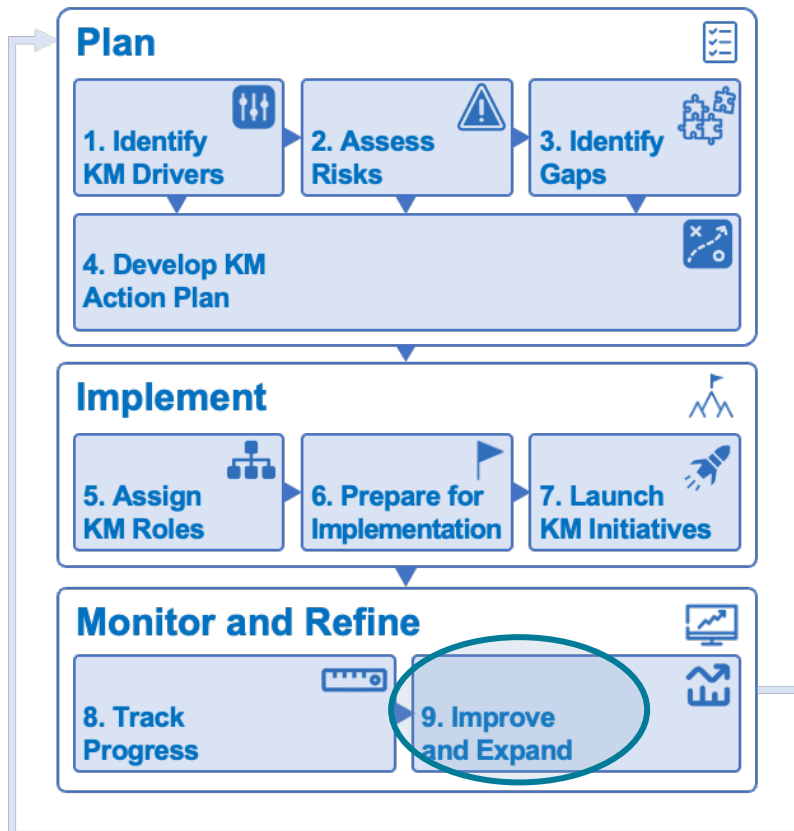 Plan
1. Identify
KM Drivers
2. Assess
Risks
3. Identify
Gaps
4. Develop KM
Action Plan
Implement
5. Assign
KM Roles
6. Prepare for
Implementation
7. Launch
KM Initiatives
Monitor and Refine
8. Track
Progress
9. Improve
and Expand